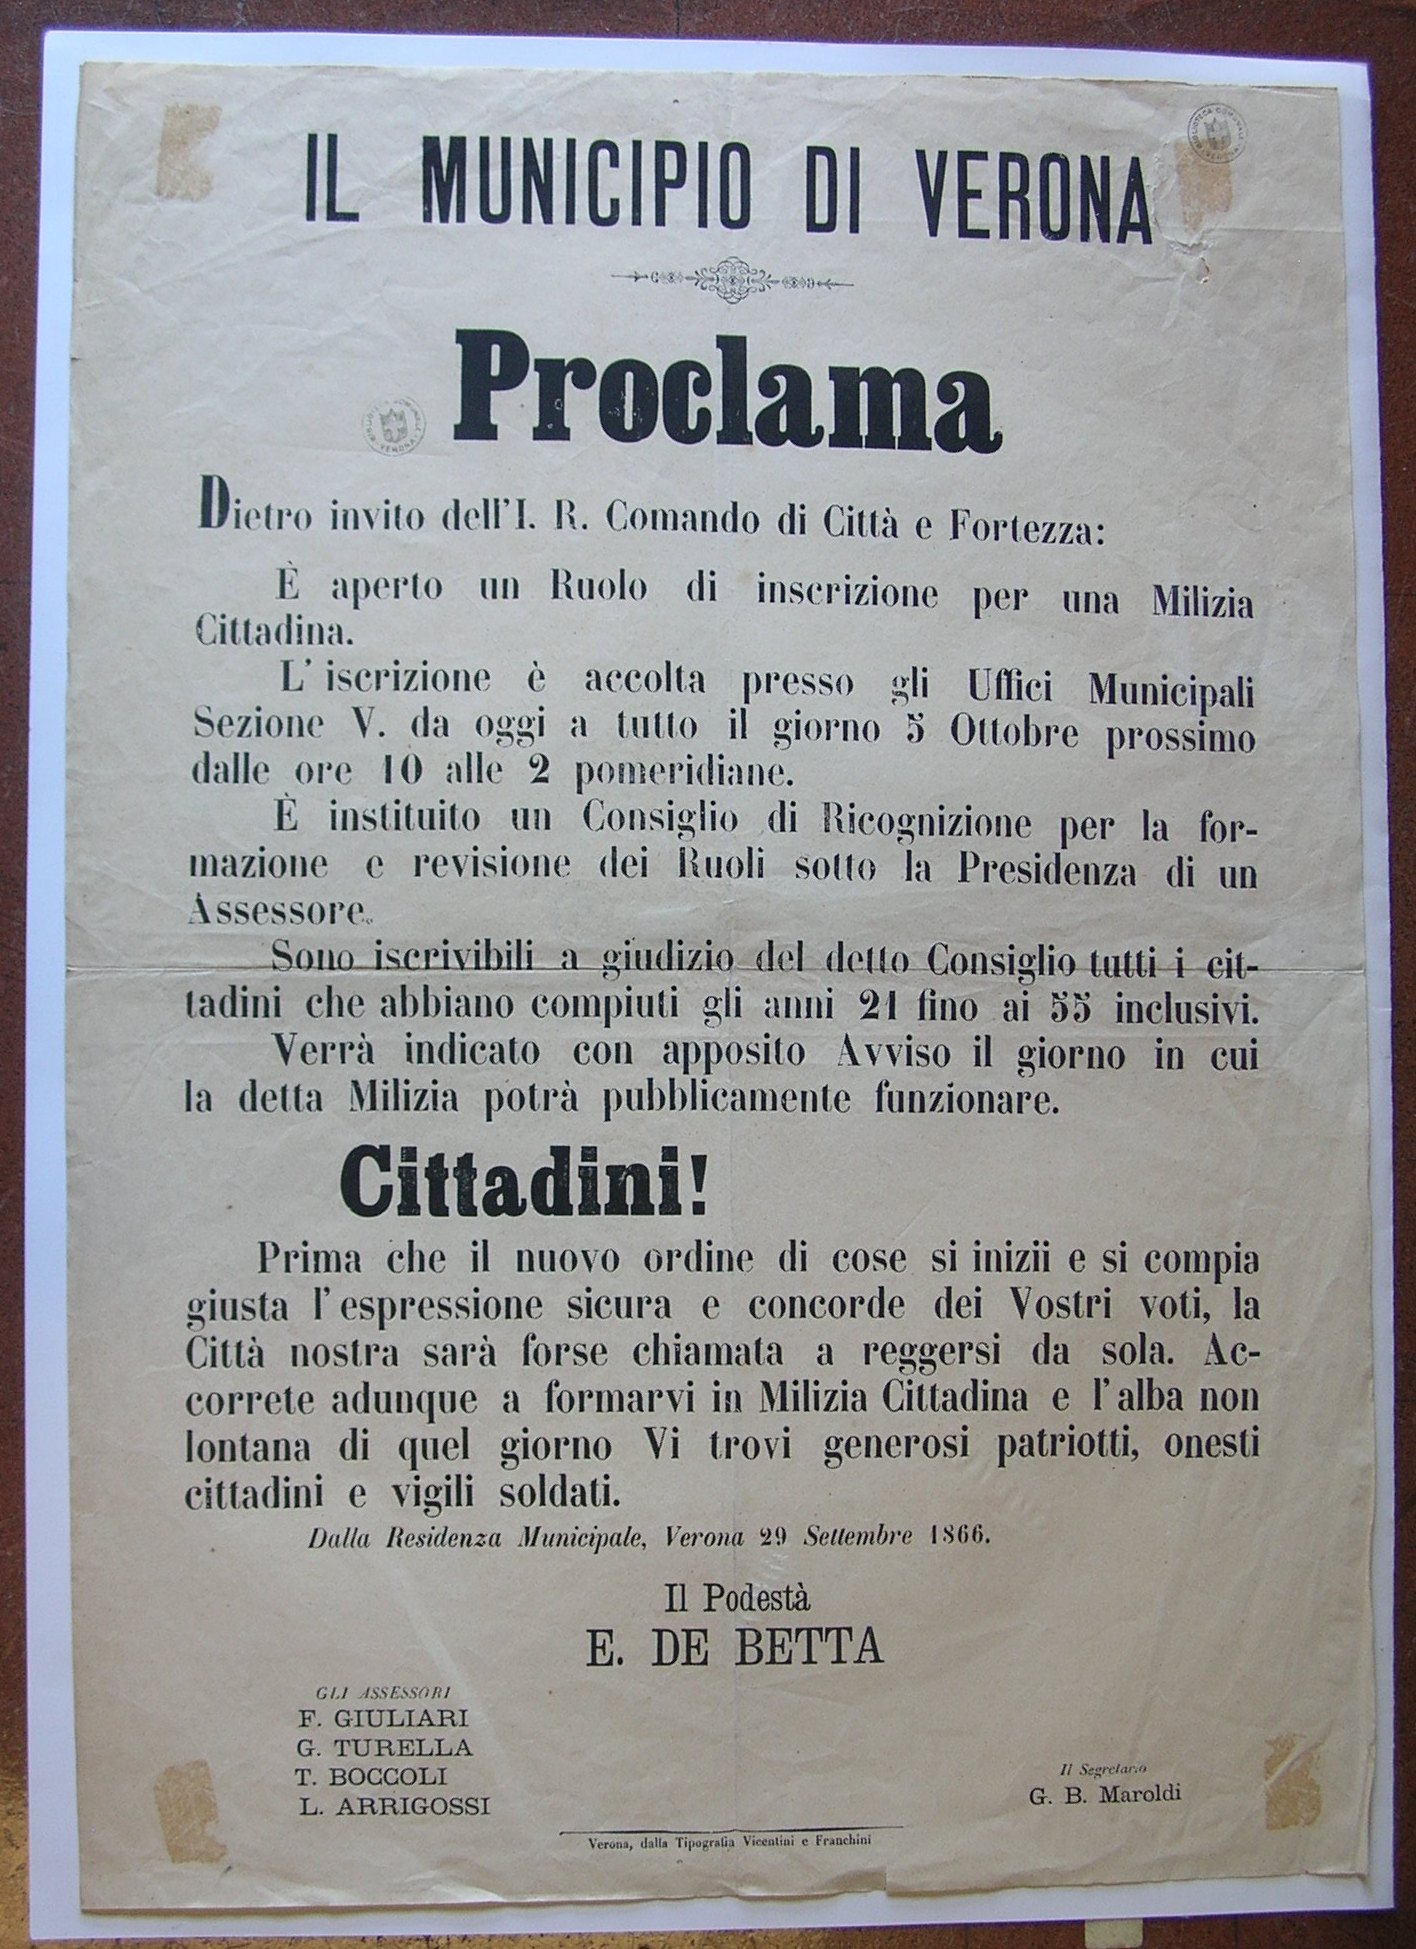 IL MUNICIPIO DI VERONA
BIBLIOTECA COMUNALE VERONA
Proclama
BIBLIOTECA COMUNALE VERONA
Dietro invito dell'I. R. Comando di Città e Fortezza:
È aperto un Ruolo di inscrizione per una Milizia
Cittadina.
L'iscrizione è accolta presso gli Uffici Municipali
Sezione V. da oggi a tutto il giorno 5 Ottobre prossimo
dalle ore 10 alle 2 pomeridiane.
È instituito un Consiglio di Ricognizione per la for-
mazione e revisione dei Ruoli sotto la Presidenza di un
Assessore.
Sono iscrivibili a giudizio del detto Consiglio tutti i cit-
tadini che abbiano compiuti gli anni 21 fino ai 55 inclusivi.
Verrà indicato con apposito Avviso il giorno in cui
la detta Milizia potrà pubblicamente funzionare.
Cittadini!
Prima che il nuovo ordine di cose si inizii e si compia
giusta l'espressione sicura e concorde dei Vostri voti, la
Città nostra sarà forse chiamata a reggersi da sola. Ac-
correte adunque a formarvi in Milizia Cittadina e l'alba non
lontana di quel giorno Vi trovi generosi patriotti, onesti
cittadini e vigili soldati.
Dalla Residenza Municipale, Verona 29 Settembre 1866.
Il Podestà
E. DE BETTA
GLI ASSESSORI
F. GIULIARI
G. TURELLA
T. BOCCOLI
L. ARRIGOSSI
Il Segretario
G. B. Maroldi
Verona, dalla Tipografia Vicentini e Franchini